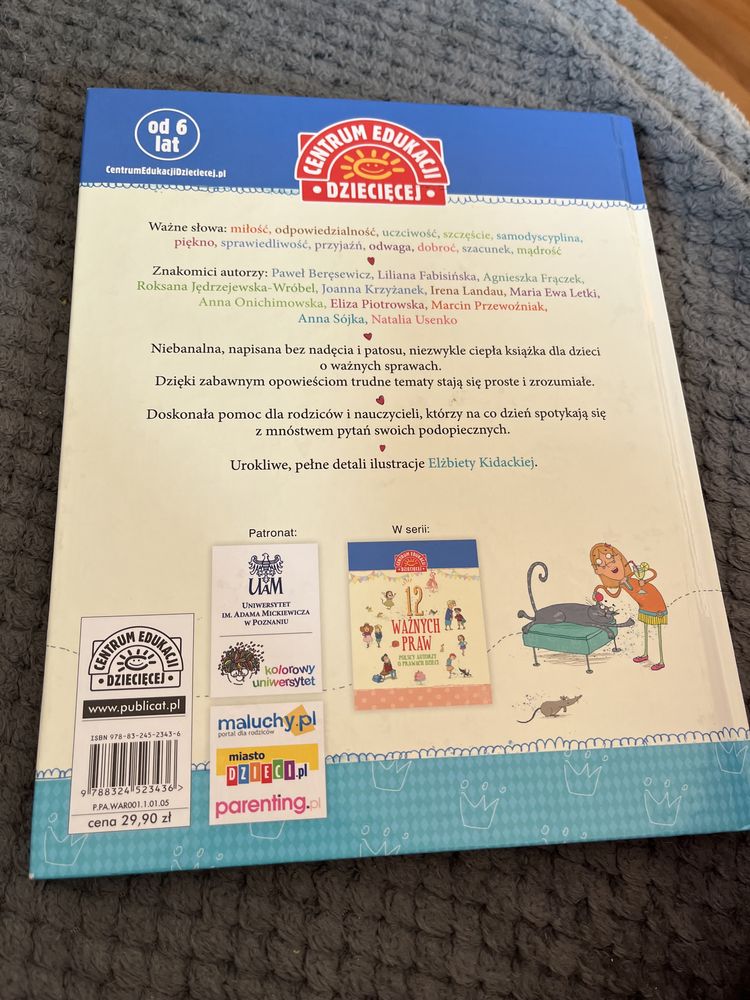 od 6
lat
CentrumEdukacjiDzieciecej.pl
CENTRUM EDUKACJI
• DZIECIĘCEJ •
Ważne słowa: miłość, odpowiedzialność, uczciwość, szczęście, samodyscyplina,
piękno, sprawiedliwość, przyjaźń, odwaga, dobroć, szacunek, mądrość
Znakomici autorzy: Paweł Beręsewicz, Liliana Fabisińska, Agnieszka Frączek,
Roksana Jędrzejewska-Wróbel, Joanna Krzyżanek, Irena Landau, Maria Ewa Letki,
Anna Onichimowska, Eliza Piotrowska, Marcin Przewoźniak,
Anna Sójka, Natalia Usenko
Niebanalna, napisana bez nadęcia i patosu, niezwykle ciepła książka dla dzieci
o ważnych sprawach.
Dzięki zabawnym opowieściom trudne tematy stają się proste i zrozumiałe.
Doskonała pomoc dla rodziców i nauczycieli, którzy na co dzień spotykają się
z mnóstwem pytań swoich podopiecznych.
Urokliwe, pełne detali ilustracje Elżbiety Kidackiej.
Patronat:
UAM
UNIWERSYTET
IM. ADAMA MICKIEWICZA
W POZNANIU
kolorowy
uniwersytet
maluchy.pl
portal dla rodziców
miasto
DZIECI.pl
parenting.pl
W serii:
CENTRUM EDUKACJI
DZIECIĘCEJ
12
WAŻNYCH
PRAW
POLSCY AUTORZY
O PRAWACH DZIECI
CENTRUM EDUKACJI
• DZIECIĘCEJ •
www.publicat.pl
ISBN 978-83-245-2343-6
9 788324 523436 >
P.PA.WAR001.1.01.05
cena 29,90 zł